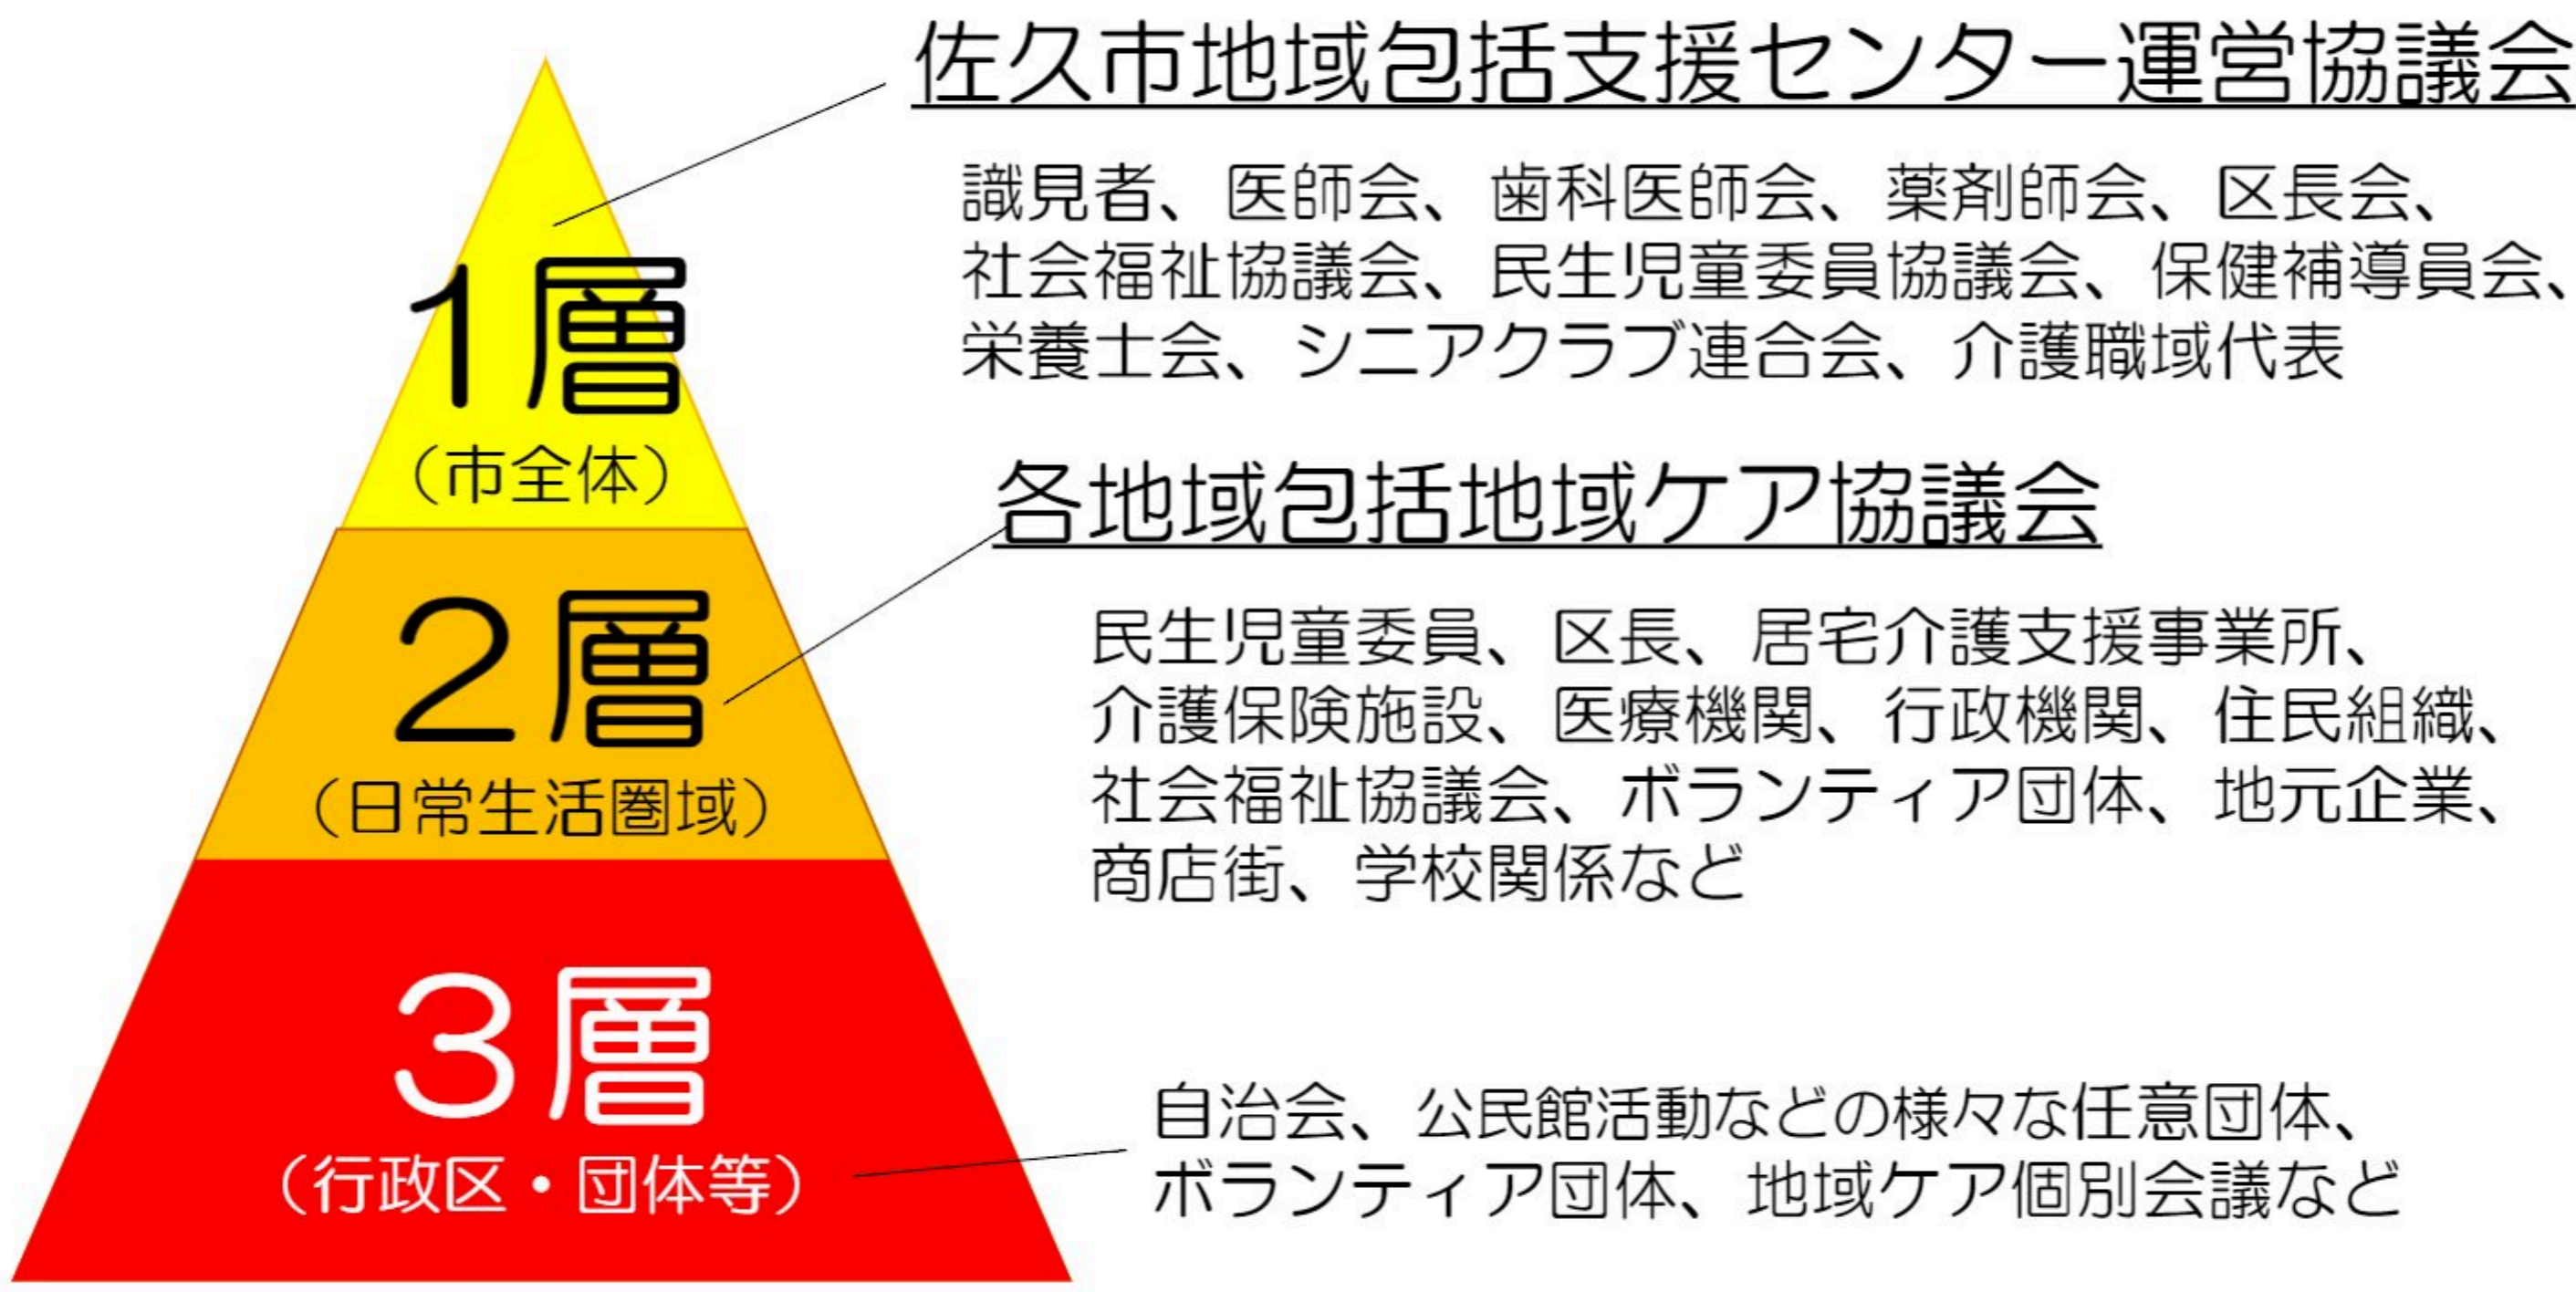 佐久市地域包括支援センター運営協議会
識見者、医師会、歯科医師会、薬剤師会、区長会、
社会福祉協議会、民生児童委員協議会、保健補導員会、
栄養士会、シニアクラブ連合会、介護職域代表
1層
（市全体）
各地域包括地域ケア協議会
民生児童委員、区長、居宅介護支援事業所、
介護保険施設、医療機関、行政機関、住民組織、
社会福祉協議会、ボランティア団体、地元企業、
商店街、学校関係など
2層
（日常生活圏域）
3層
（行政区・団体等）
自治会、公民館活動などの様々な任意団体、
ボランティア団体、地域ケア個別会議など